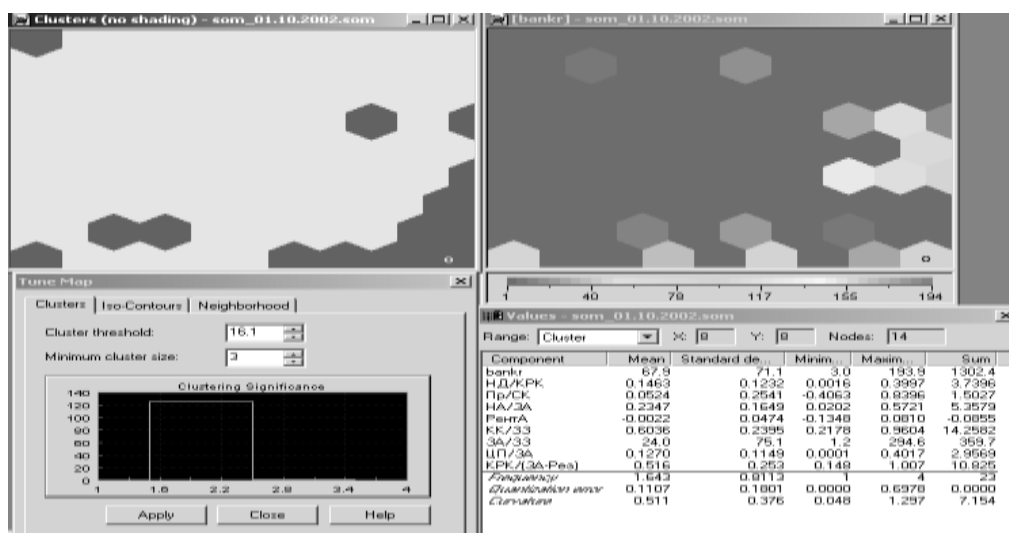 Clusters (no shading) - som_01.10.2002.som
[bankr] - som_01.10.2002.som
Tune Map
Clusters Iso-Contours Neighborhood
Cluster threshold: 16.1
Minimum cluster size: 3
Clustering Significance
140
120
100
80
60
40
20
0
1 1.6 2.2 2.8 3.4 4
Apply Close Help
1 40 78 117 155 194
Values - som_01.10.2002.som
Range: Cluster X: 0 Y: 0 Nodes: 14
Component Mean Standard de... Minim... Maxim... Sum
bankr 67.9 71.1 3.0 193.9 1302.4
НД/КРК 0.1463 0.1232 0.0016 0.3997 3.7396
Пр/СК 0.0524 0.2541 -0.4063 0.8396 1.5027
НА/ЗА 0.2347 0.1649 0.0202 0.5721 5.3579
РентА -0.0022 0.0474 -0.1348 0.0810 -0.0855
КК/ЗЗ 0.6036 0.2395 0.2178 0.9604 14.2582
ЗА/ЗЗ 24.0 75.1 1.2 294.6 359.7
ЦП/ЗА 0.1270 0.1149 0.0001 0.4017 2.9569
КРК/(ЗА-Рез) 0.516 0.253 0.148 1.007 10.825
Frequency 1.643 0.8113 1 4 23
Quantization error 0.1107 0.1801 0.0000 0.6978 0.0000
Curvature 0.511 0.376 0.048 1.297 7.154